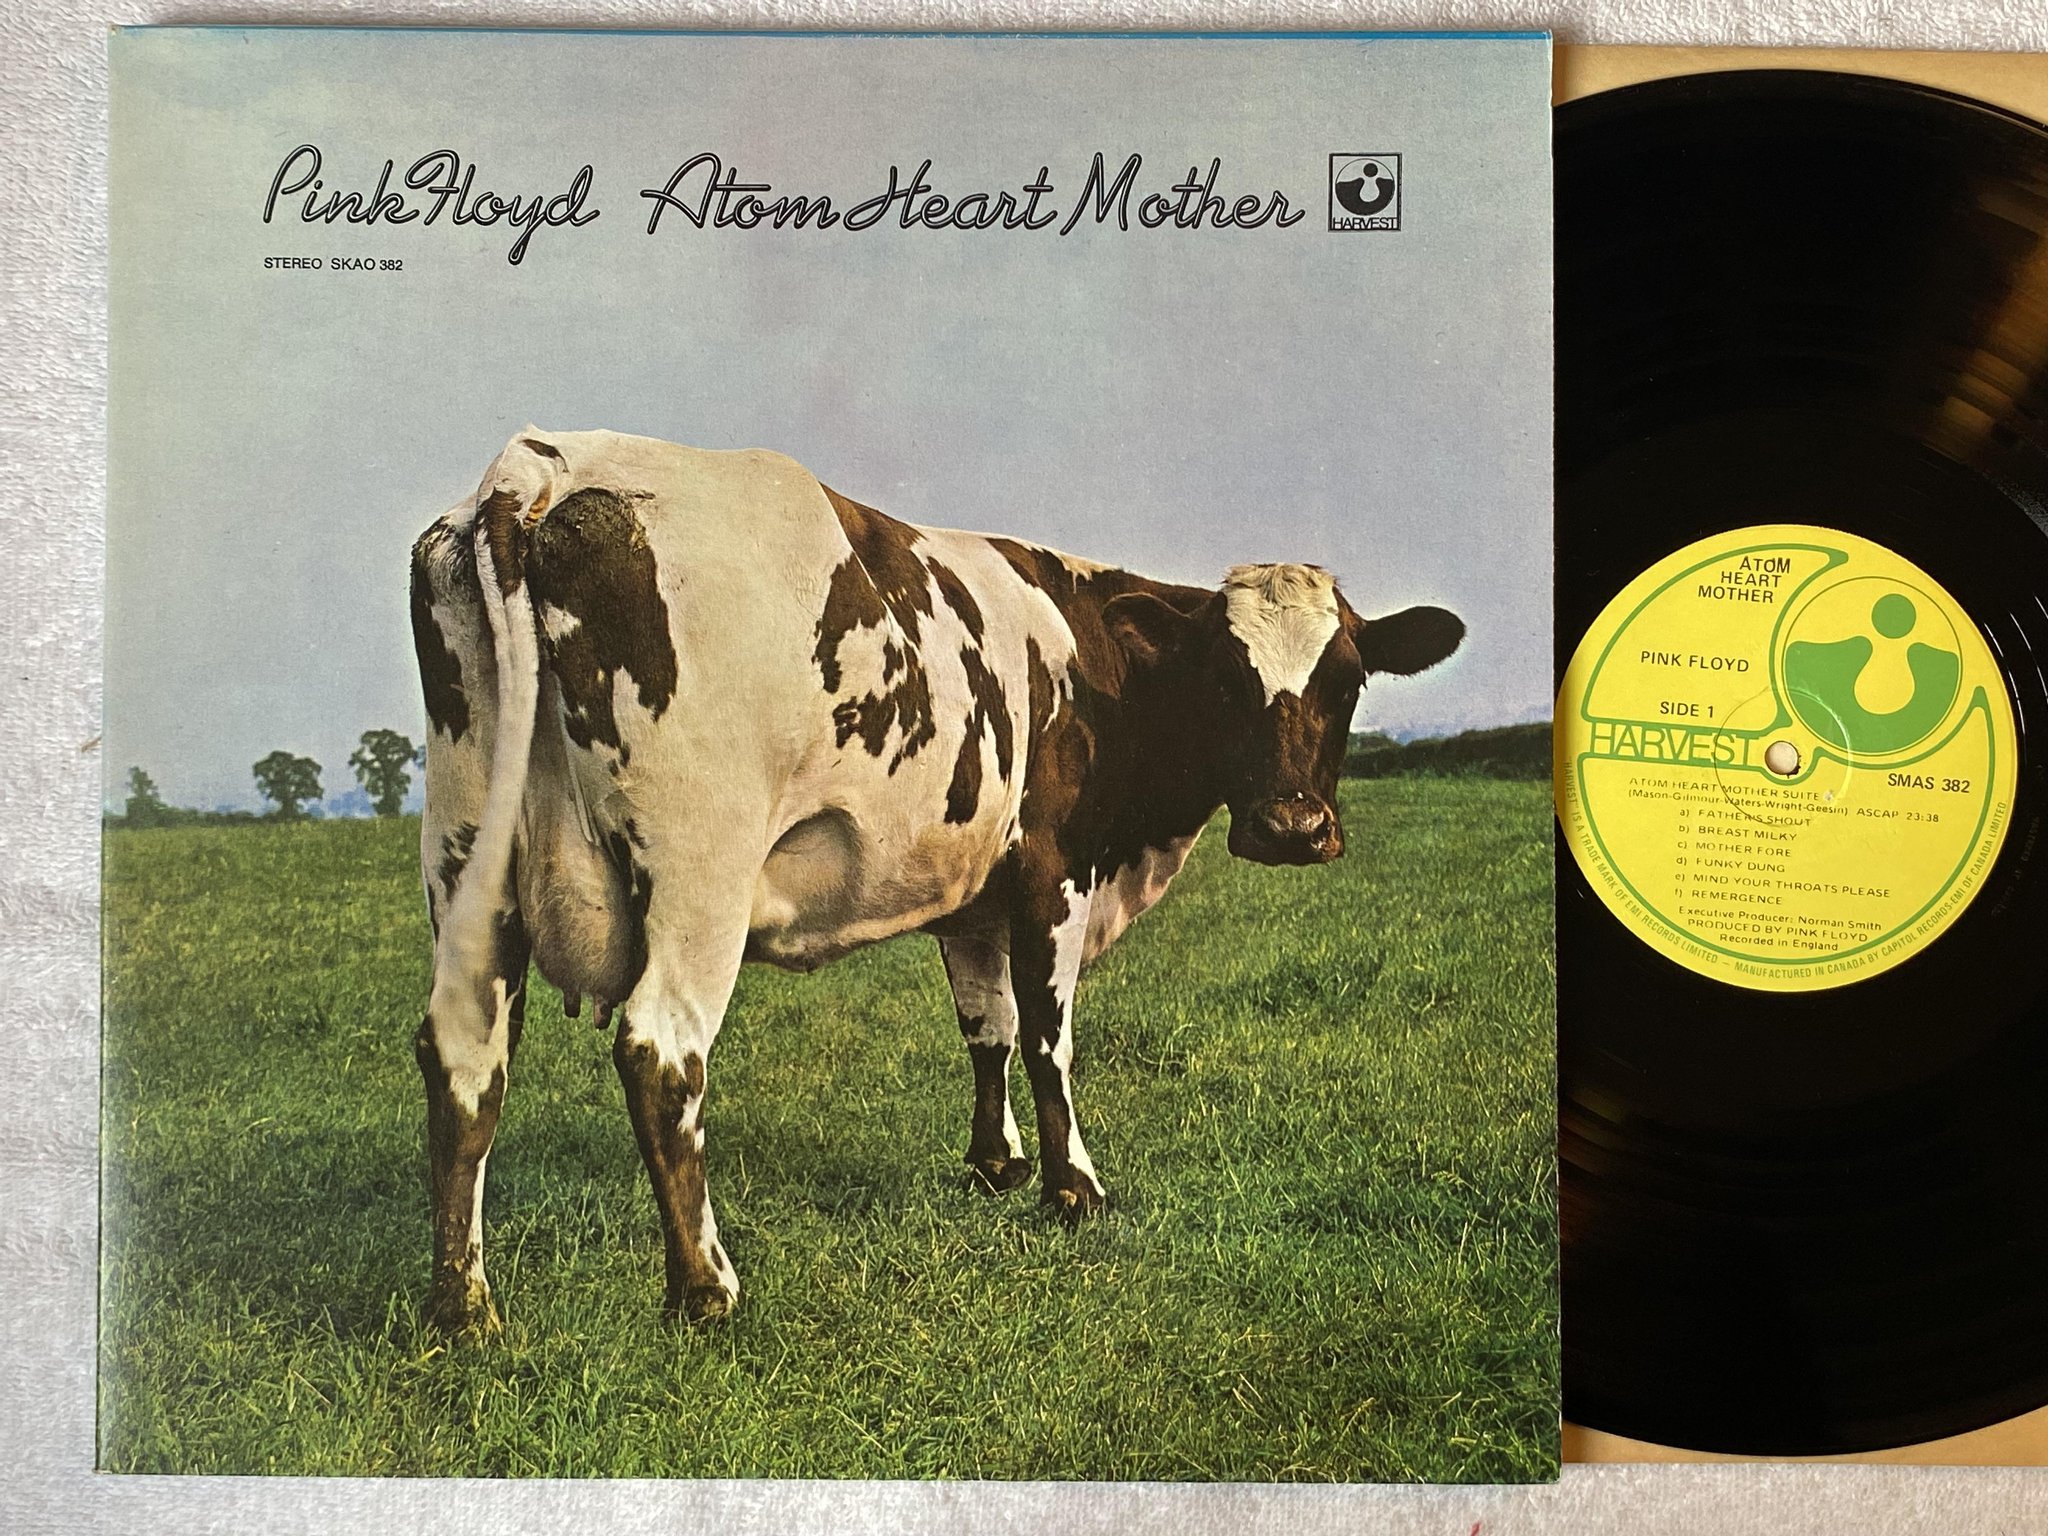 Pink Floyd Atom Heart Mother
HARVEST
STEREO SKAO 382
ATOM
HEART
MOTHER
PINK FLOYD
SIDE 1
HARVEST
SMAS 382
ATOM HEART MOTHER SUITE
(Mason-Gilmour-Waters-Wright-Geesin) ASCAP 23:38
a) FATHER'S SHOUT
b) BREAST MILKY
c) MOTHER FORE
d) FUNKY DUNG
e) MIND YOUR THROATS PLEASE
f) REMERGENCE
Executive Producer: Norman Smith
PRODUCED BY PINK FLOYD
Recorded in England
HARVEST' IS A TRADE MARK OF EMI RECORDS LIMITED — MANUFACTURED IN CANADA BY CAPITOL RECORDS-EMI OF CANADA LIMITED